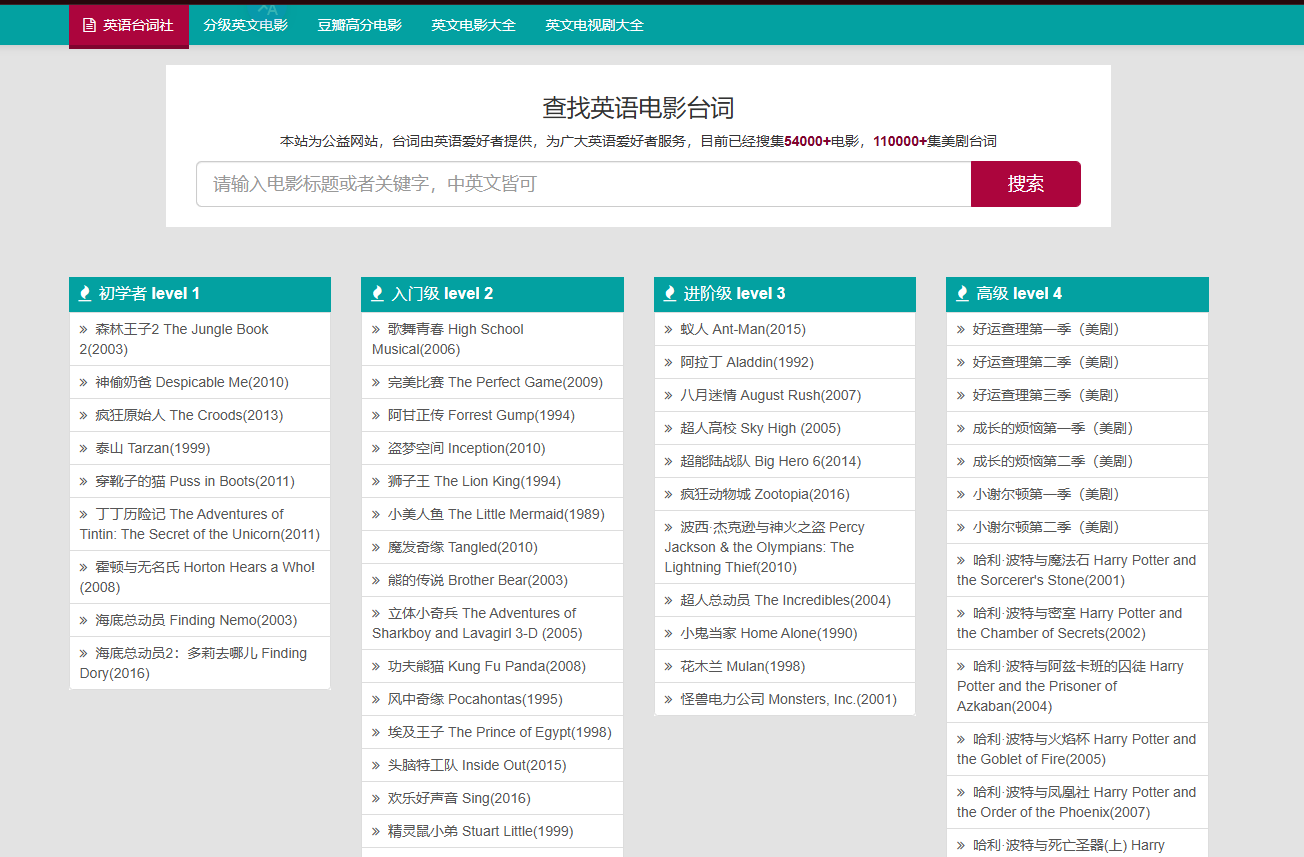 英语台词社
分级英文电影
豆瓣高分电影
英文电影大全
英文电视剧大全
查找英语电影台词
本站为公益网站，台词由英语爱好者提供，为广大英语爱好者服务，目前已经搜集54000+电影，110000+集美剧台词
请输入电影标题或者关键字，中英文皆可
搜索
初学者 level 1
» 森林王子2 The Jungle Book
2(2003)
» 神偷奶爸 Despicable Me(2010)
» 疯狂原始人 The Croods(2013)
» 泰山 Tarzan(1999)
» 穿靴子的猫 Puss in Boots(2011)
» 丁丁历险记 The Adventures of
Tintin: The Secret of the Unicorn(2011)
» 霍顿与无名氏 Horton Hears a Who!
(2008)
» 海底总动员 Finding Nemo(2003)
» 海底总动员2：多莉去哪儿 Finding
Dory(2016)
入门级 level 2
» 歌舞青春 High School
Musical(2006)
» 完美比赛 The Perfect Game(2009)
» 阿甘正传 Forrest Gump(1994)
» 盗梦空间 Inception(2010)
» 狮子王 The Lion King(1994)
» 小美人鱼 The Little Mermaid(1989)
» 魔发奇缘 Tangled(2010)
» 熊的传说 Brother Bear(2003)
» 立体小奇兵 The Adventures of
Sharkboy and Lavagirl 3-D (2005)
» 功夫熊猫 Kung Fu Panda(2008)
» 风中奇缘 Pocahontas(1995)
» 埃及王子 The Prince of Egypt(1998)
» 头脑特工队 Inside Out(2015)
» 欢乐好声音 Sing(2016)
» 精灵鼠小弟 Stuart Little(1999)
进阶级 level 3
» 蚁人 Ant-Man(2015)
» 阿拉丁 Aladdin(1992)
» 八月迷情 August Rush(2007)
» 超人高校 Sky High (2005)
» 超能陆战队 Big Hero 6(2014)
» 疯狂动物城 Zootopia(2016)
» 波西·杰克逊与神火之盗 Percy
Jackson & the Olympians: The
Lightning Thief(2010)
» 超人总动员 The Incredibles(2004)
» 小鬼当家 Home Alone(1990)
» 花木兰 Mulan(1998)
» 怪兽电力公司 Monsters, Inc.(2001)
高级 level 4
» 好运查理第一季（美剧）
» 好运查理第二季（美剧）
» 好运查理第三季（美剧）
» 成长的烦恼第一季（美剧）
» 成长的烦恼第二季（美剧）
» 小谢尔顿第一季（美剧）
» 小谢尔顿第二季（美剧）
» 哈利·波特与魔法石 Harry Potter and
the Sorcerer's Stone(2001)
» 哈利·波特与密室 Harry Potter and
the Chamber of Secrets(2002)
» 哈利·波特与阿兹卡班的囚徒 Harry
Potter and the Prisoner of
Azkaban(2004)
» 哈利·波特与火焰杯 Harry Potter and
the Goblet of Fire(2005)
» 哈利·波特与凤凰社 Harry Potter and
the Order of the Phoenix(2007)
» 哈利·波特与死亡圣器(上) Harry